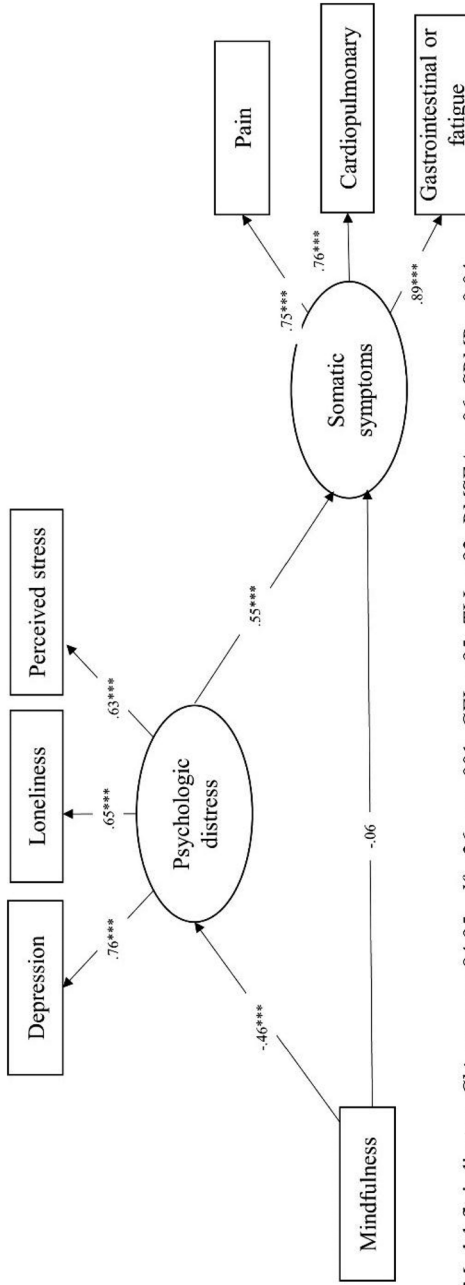 Depression
Loneliness
Perceived stress
.76***
.65***
.63***
Psychologic
distress
-.46***
.55***
Mindfulness
-.06
Somatic
symptoms
.75***
.76***
.89***
Pain
Cardiopulmonary
Gastrointestinal or
fatigue